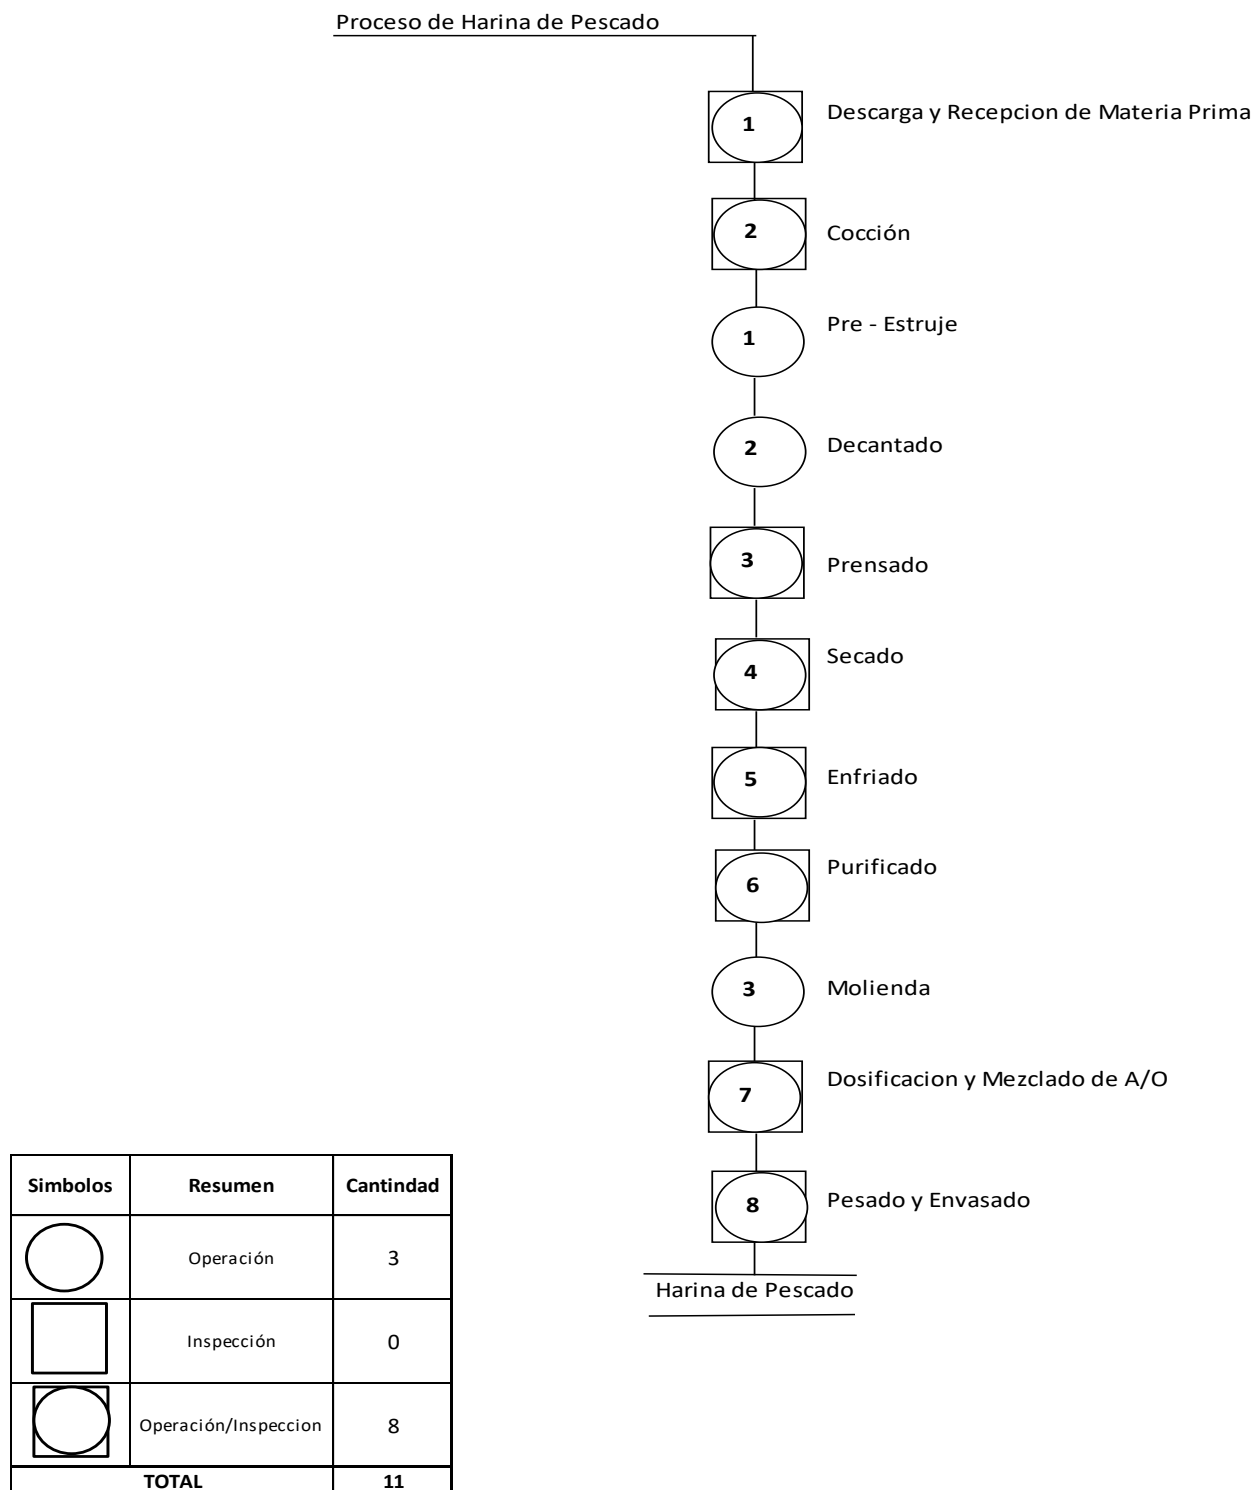 Proceso de Harina de Pescado
1 Descarga y Recepcion de Materia Prima
2 Cocción
1 Pre - Estruje
2 Decantado
3 Prensado
4 Secado
5 Enfriado
6 Purificado
3 Molienda
7 Dosificacion y Mezclado de A/O
8 Pesado y Envasado
Harina de Pescado
Simbolos Resumen Cantindad
Operación 3
Inspección 0
Operación/Inspeccion 8
TOTAL 11